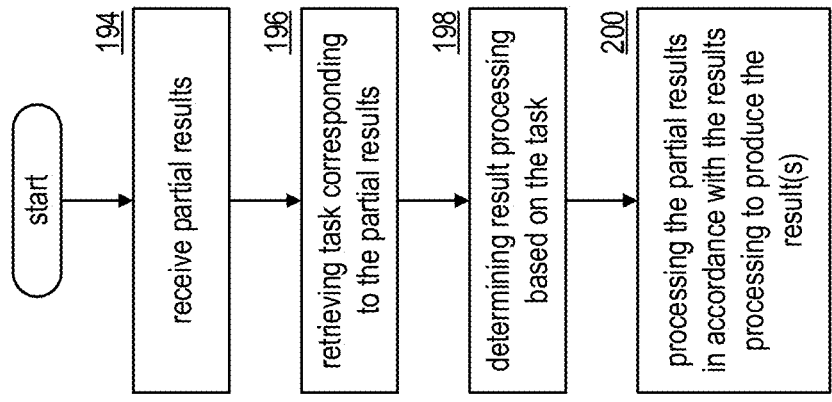 start
194
receive partial results
196
retrieving task corresponding
to the partial results
198
determining result processing
based on the task
200
processing the partial results
in accordance with the results
processing to produce the
result(s)